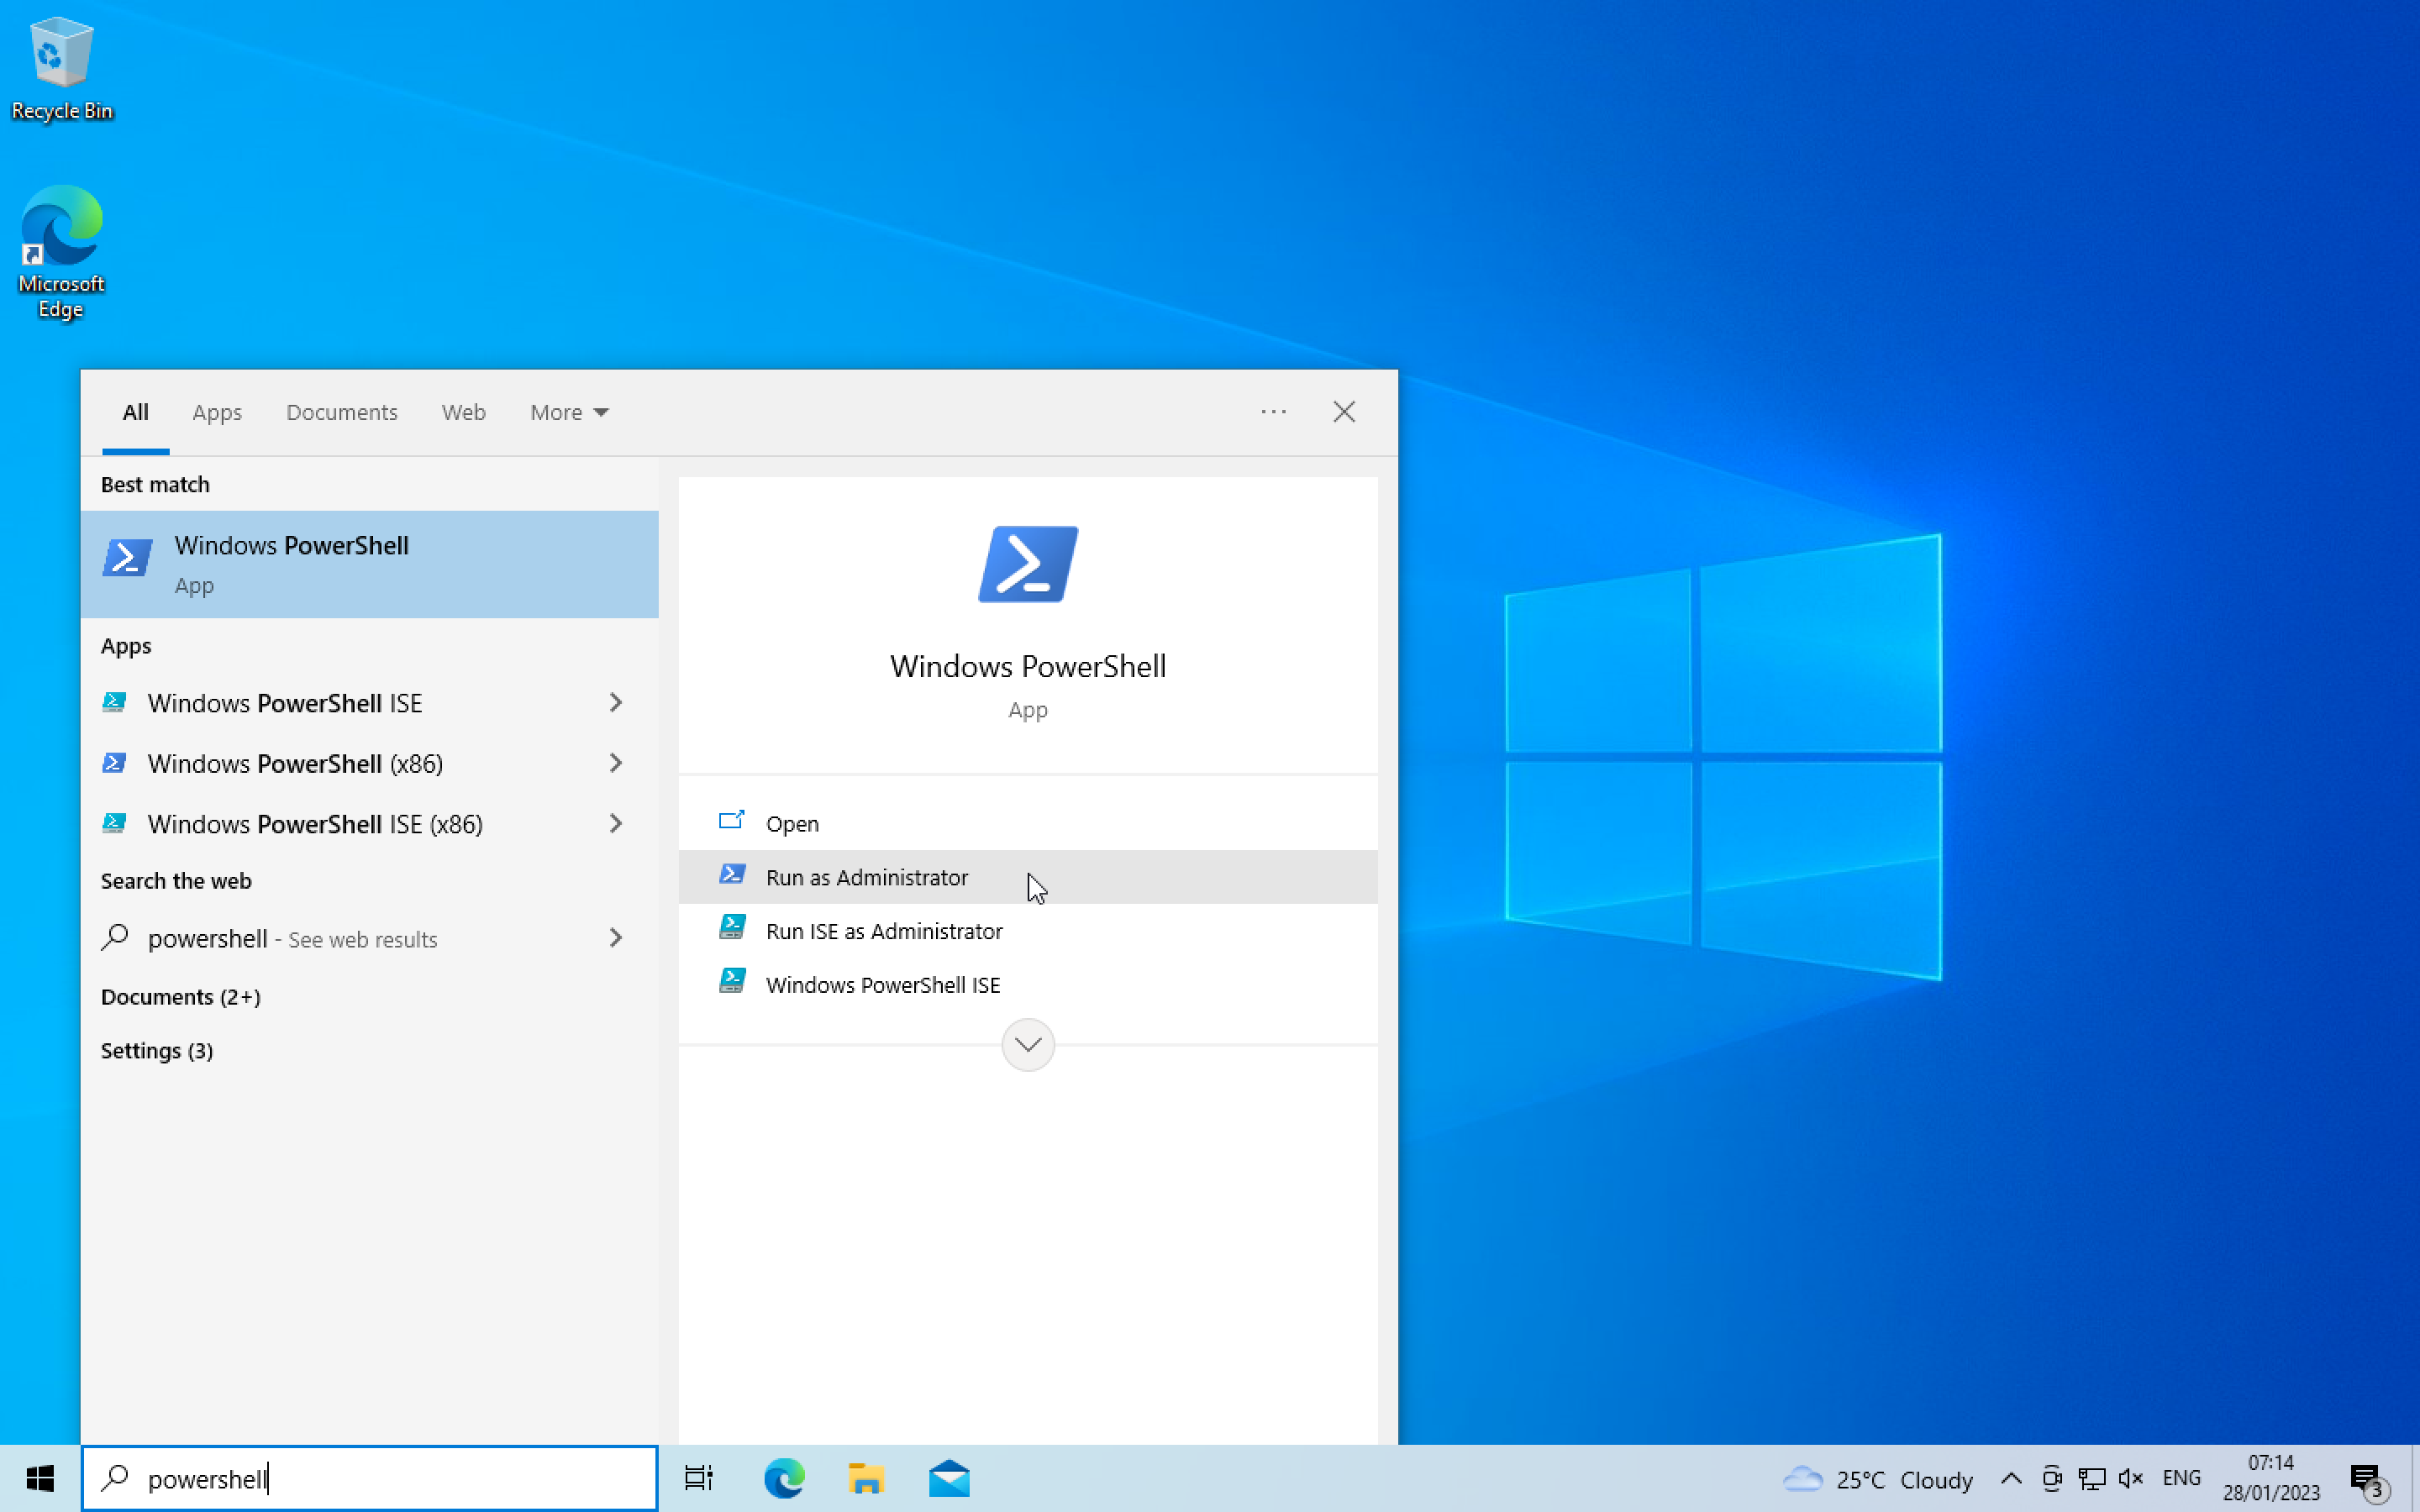 Recycle Bin
Microsoft
Edge
All Apps Documents Web More
Best match
Windows PowerShell
App
Apps
Windows PowerShell ISE
Windows PowerShell (x86)
Windows PowerShell ISE (x86)
Search the web
powershell - See web results
Documents (2+)
Settings (3)
Windows PowerShell
App
Open
Run as Administrator
Run ISE as Administrator
Windows PowerShell ISE
powershell
25°C Cloudy
ENG
07:14
28/01/2023
3